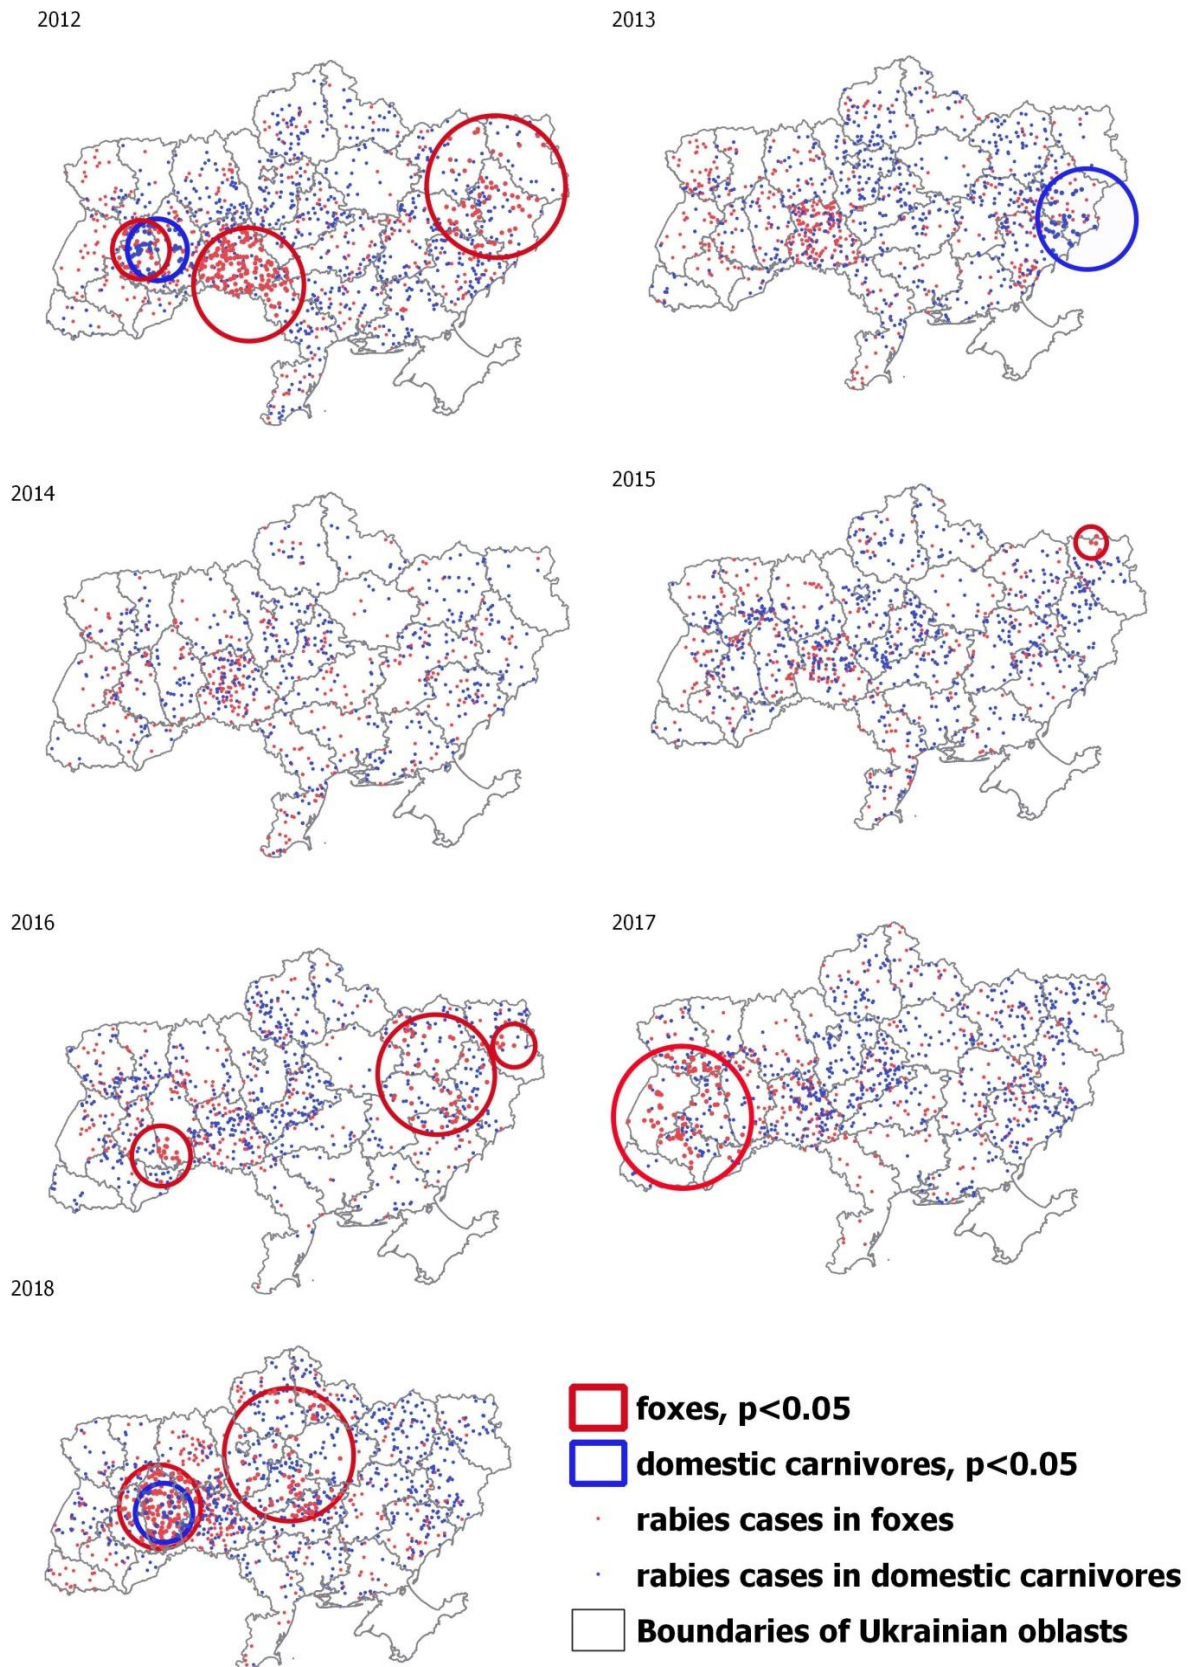 2012
2013
2014
2015
2016
2017
2018
foxes, p<0.05
domestic carnivores, p<0.05
rabies cases in foxes
rabies cases in domestic carnivores
Boundaries of Ukrainian oblasts